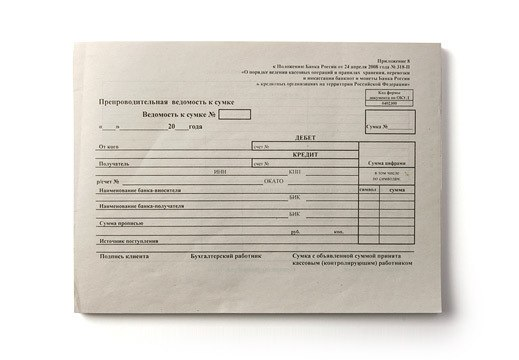 Приложение 8
к Положению Банка России от 24 апреля 2008 года № 318-П
«О порядке ведения кассовых операций и правилах хранения, перевозки
и инкассации банкнот и монеты Банка России
в кредитных организациях на территории Российской Федерации»
Код формы
документа по ОКУД
0402300
Препроводительная ведомость к сумке
Ведомость к сумке №
Сумка №
" " 20 года
ДЕБЕТ
От кого счет №
КРЕДИТ
Получатель счет № Сумма цифрами
ИНН КПП в том числе
р/счет № ОКАТО по символам:
Наименование банка-вносителя символ сумма
БИК
Наименование банка-получателя
БИК
Сумма прописью
руб. коп.
Источник поступления
Подпись клиента Бухгалтерский работник Сумка с объявленной суммой принята
кассовым (контролирующим) работником